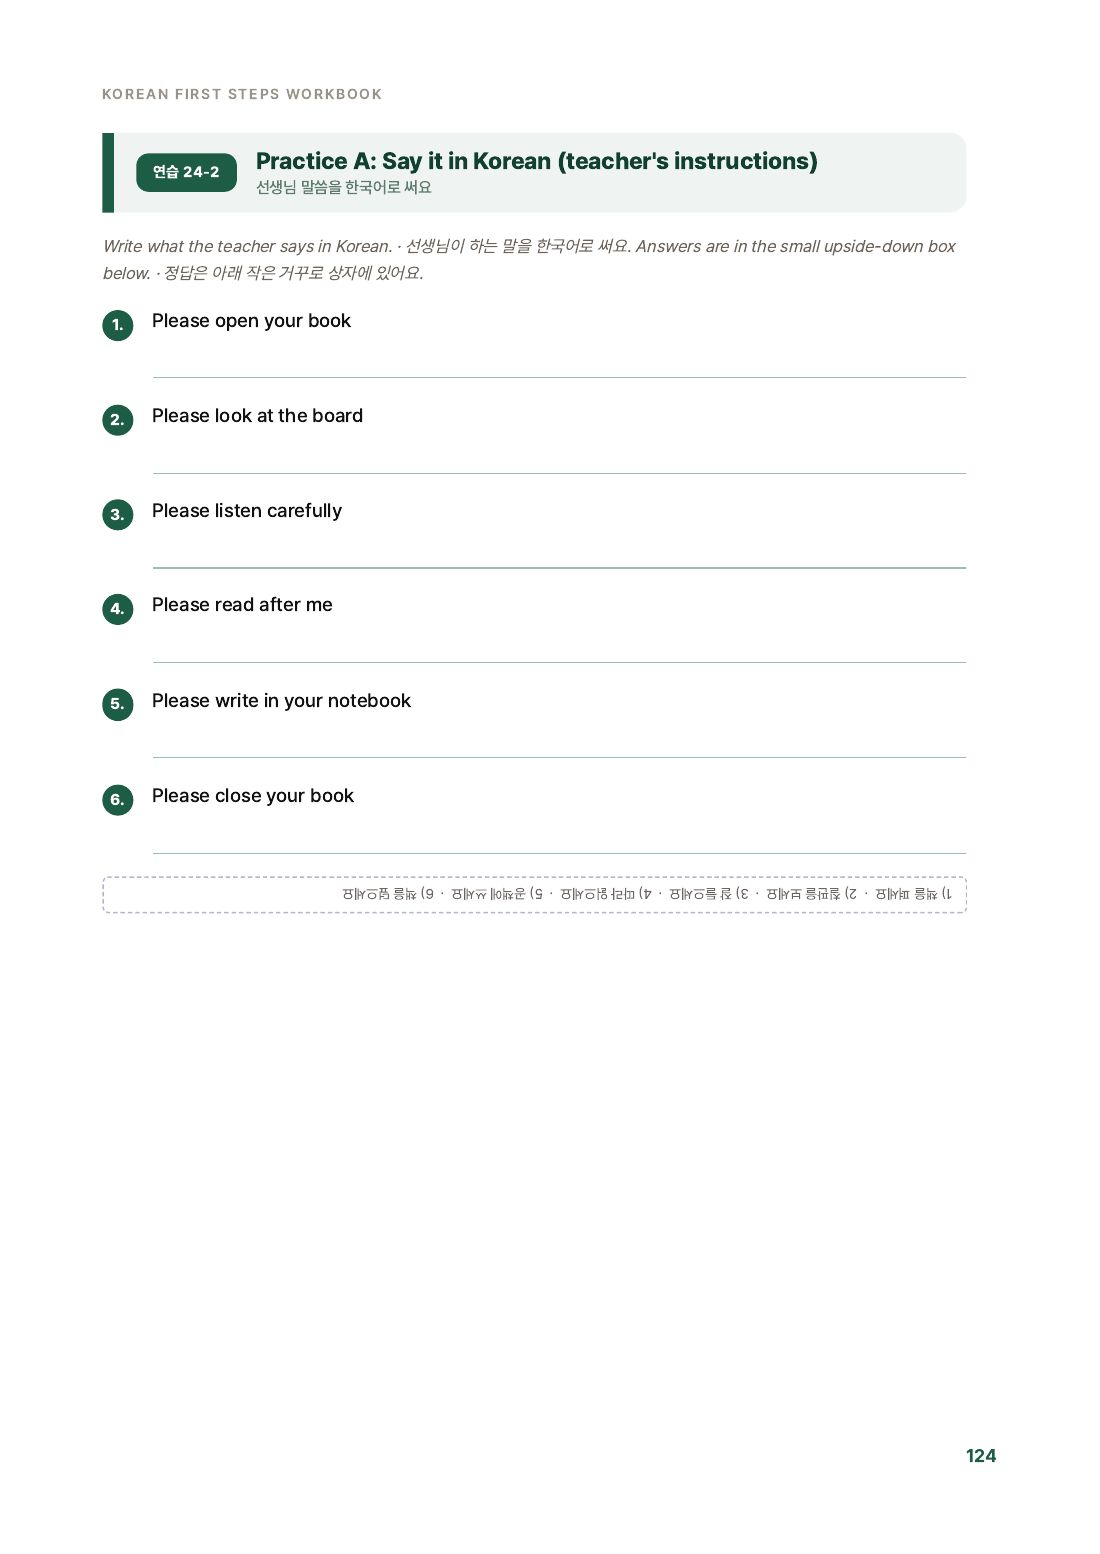 KOREAN FIRST STEPS WORKBOOK
연습 24-2
Practice A: Say it in Korean (teacher's instructions)
선생님 말씀을 한국어로 써요
Write what the teacher says in Korean. · 선생님이 하는 말을 한국어로 써요. Answers are in the small upside-down box
below. · 정답은 아래 작은 거꾸로 상자에 있어요.
1. Please open your book
2. Please look at the board
3. Please listen carefully
4. Please read after me
5. Please write in your notebook
6. Please close your book
1) 책을 펴세요 · 2) 칠판을 보세요 · 3) 잘 들으세요 · 4) 따라 읽으세요 · 5) 공책에 쓰세요 · 6) 책을 덮으세요
124